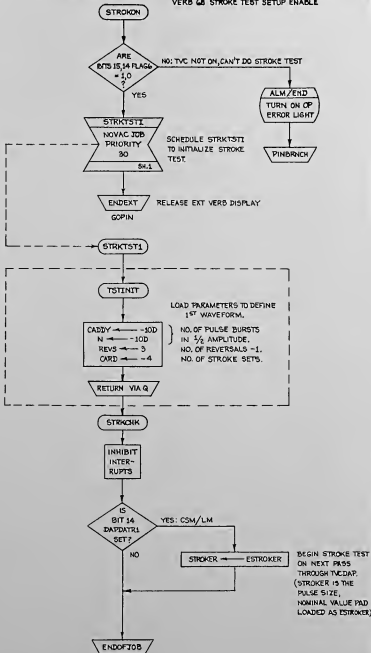 VERB 68 STROKE TEST SETUP ENABLE
STROKON
ARE
BITS 15,14 FLAG6
= 1,0
?
NO: TVC NOT ON, CAN'T DO STROKE TEST
YES
ALM/END
TURN ON OP
ERROR LIGHT
PINBRNCH
STRKTST1
NOVAC JOB
PRIORITY
30
SH.1
SCHEDULE STRKTST1
TO INITIALIZE STROKE
TEST.
ENDEXT
RELEASE EXT VERB DISPLAY
GOPIN
STRKTST1
TSTINIT
LOAD PARAMETERS TO DEFINE
1ST WAVEFORM.
CADDY ← -10D
N ← -10D
REVS ← 3
CARD ← -4
} NO. OF PULSE BURSTS
IN 1/2 AMPLITUDE.
NO. OF REVERSALS -1.
NO. OF STROKE SETS.
RETURN VIA Q
STRKCHK
INHIBIT
INTER-
RUPTS
IS
BIT 14
DAPDATR1
SET?
YES: CSM/LM
NO
STROKER ← ESTROKER
BEGIN STROKE TEST
ON NEXT PASS
THROUGH TVCDAP.
(STROKER IS THE
PULSE SIZE,
NOMINAL VALUE PAD
LOADED AS ESTROKER)
ENDOFJOB